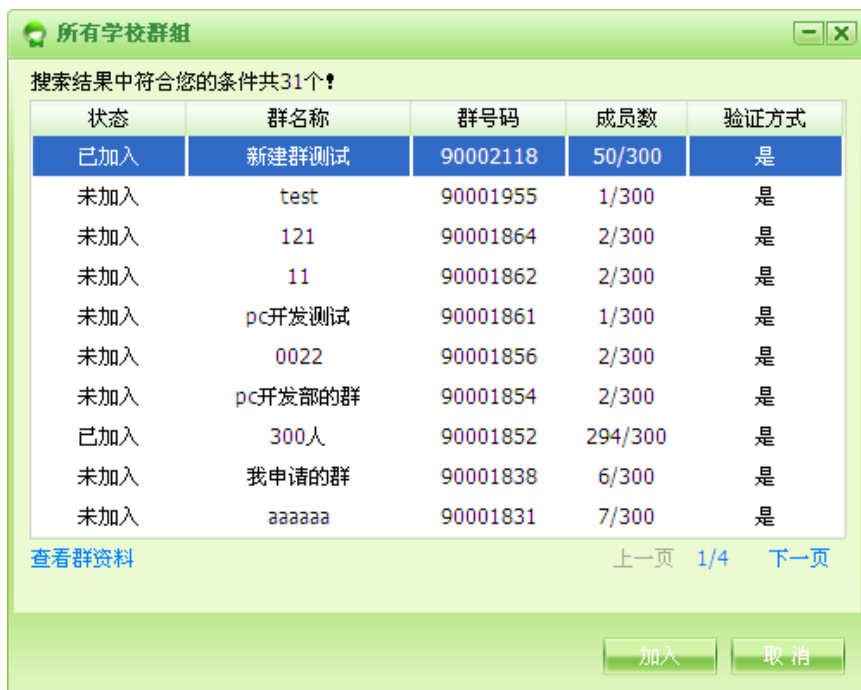 所有学校群组
搜索结果中符合您的条件共31个!
状态 群名称 群号码 成员数 验证方式
已加入 新建群测试 90002118 50/300 是
未加入 test 90001955 1/300 是
未加入 121 90001864 2/300 是
未加入 11 90001862 2/300 是
未加入 pc开发测试 90001861 1/300 是
未加入 0022 90001856 2/300 是
未加入 pc开发部的群 90001854 2/300 是
已加入 300人 90001852 294/300 是
未加入 我申请的群 90001838 6/300 是
未加入 aaaaaa 90001831 7/300 是
查看群资料 上一页 1/4 下一页
加入 取消